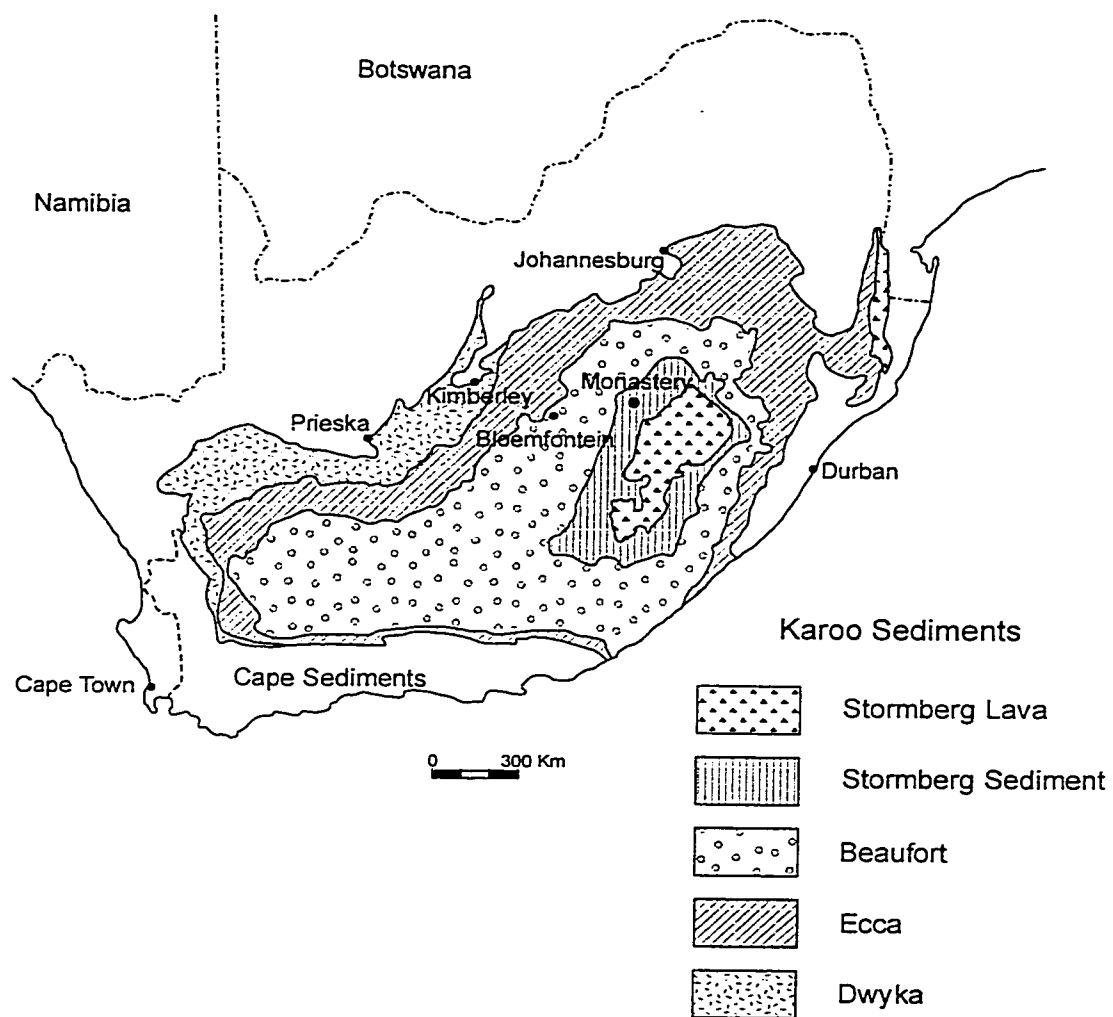 Botswana
Namibia
Johannesburg
Monastery
Kimberley
Prieska
Bloemfontein
Durban
Karoo Sediments
Cape Sediments
Cape Town
Stormberg Lava
0 300 Km
Stormberg Sediment
Beaufort
Ecca
Dwyka